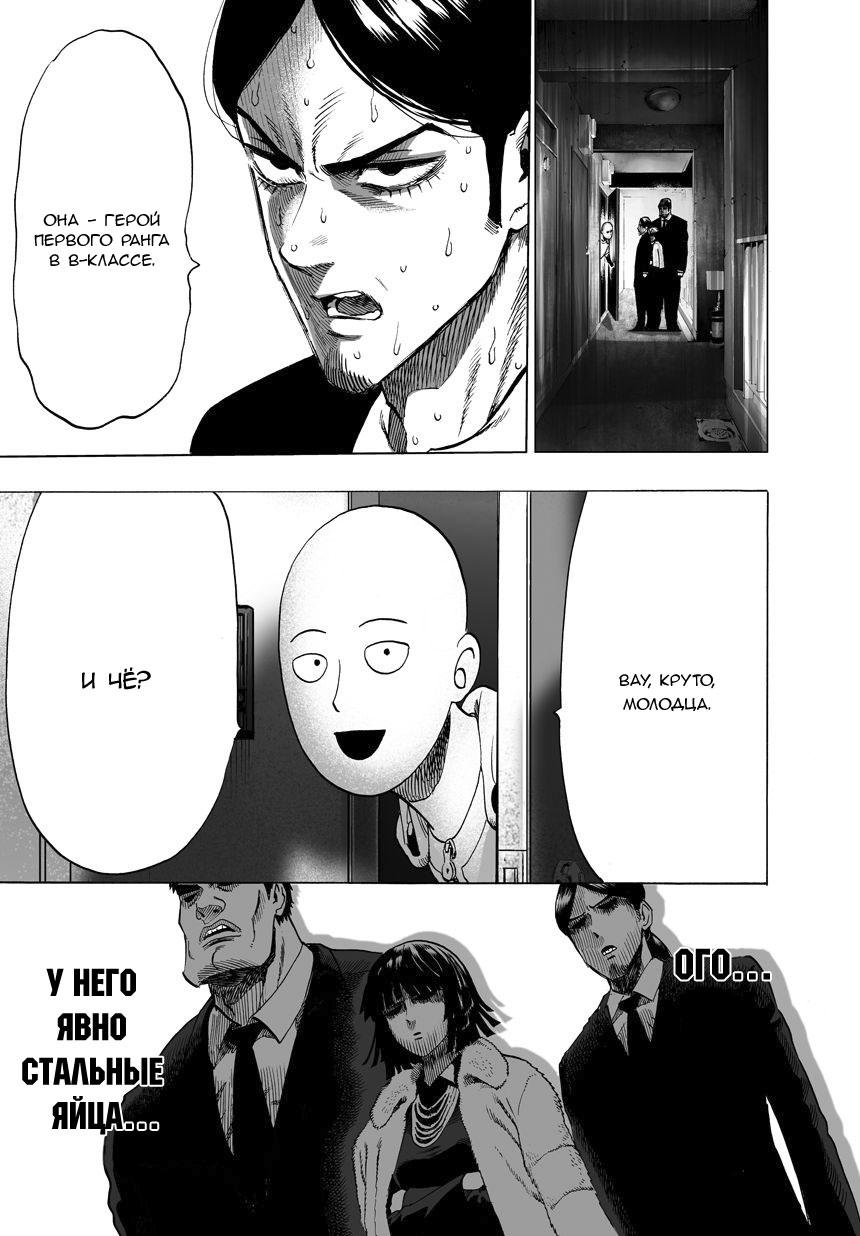 ОНА - ГЕРОЙ
ПЕРВОГО РАНГА
В B-КЛАССЕ.
ВАУ, КРУТО,
МОЛОДЦА.
И ЧЁ?
ОГО...
У НЕГО
ЯВНО
СТАЛЬНЫЕ
ЯЙЦА...